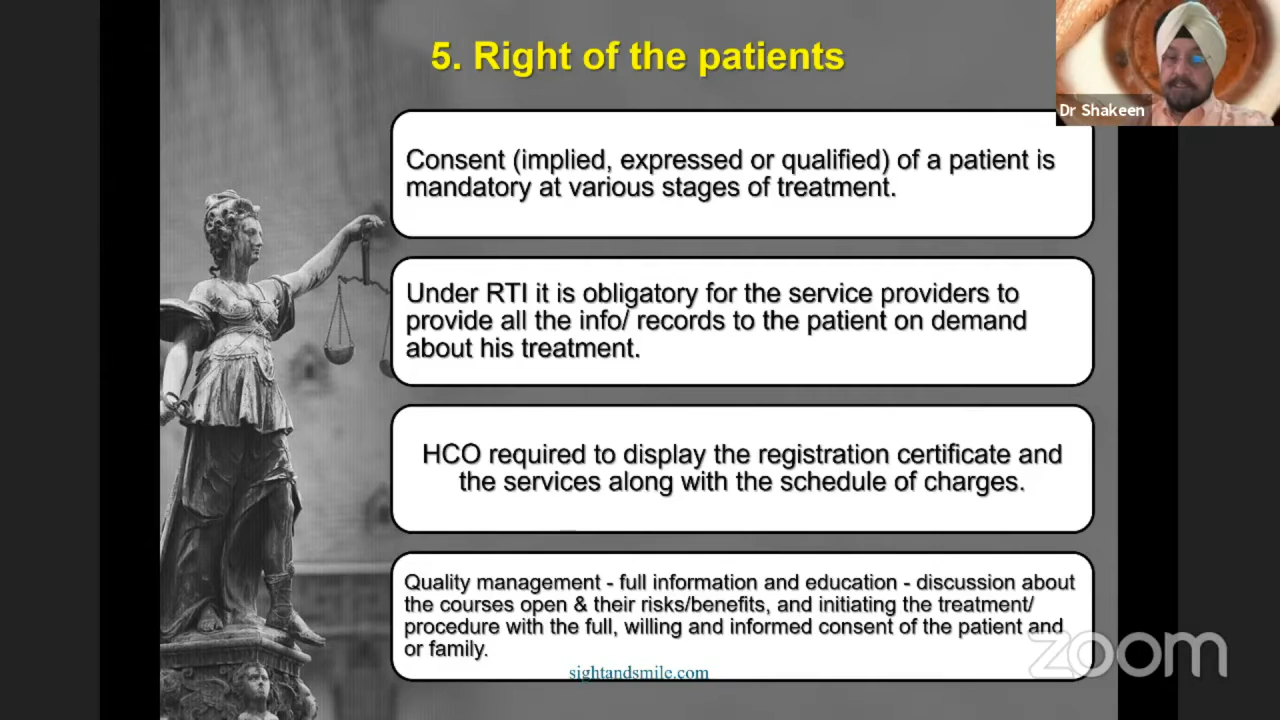 5. Right of the patients
Dr Shakeen
Consent (implied, expressed or qualified) of a patient is
mandatory at various stages of treatment.
Under RTI it is obligatory for the service providers to
provide all the info/ records to the patient on demand
about his treatment.
HCO required to display the registration certificate and
the services along with the schedule of charges.
Quality management - full information and education - discussion about
the courses open & their risks/benefits, and initiating the treatment/
procedure with the full, willing and informed consent of the patient and
or family.
zoom
sightandsmile.com